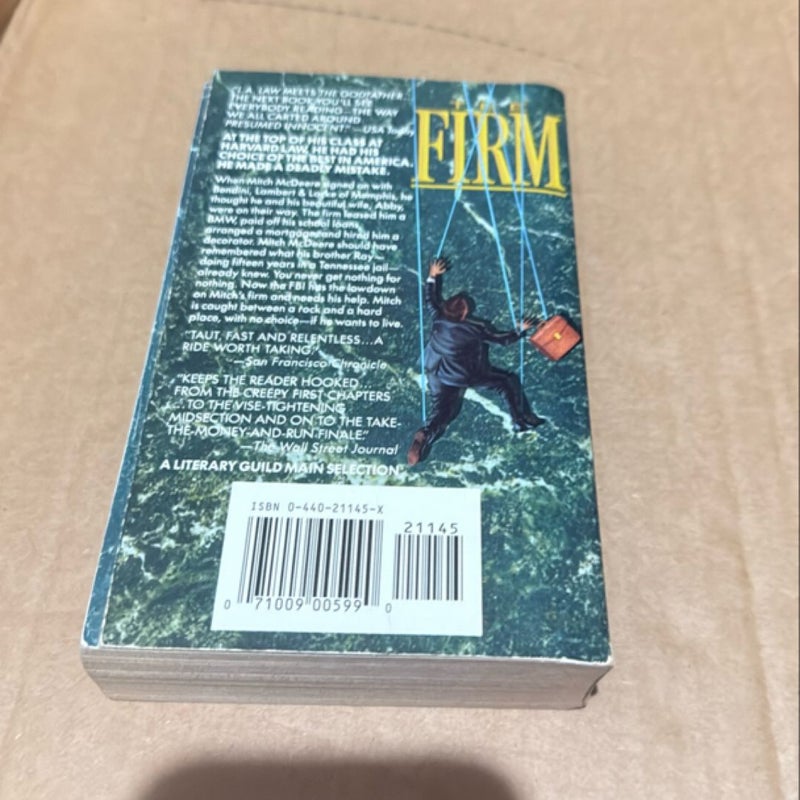 "L.A. LAW MEETS THE GODFATHER...
THE NEXT BOOK YOU'LL SEE
EVERYBODY READING—THE WAY
WE ALL CARTED AROUND
PRESUMED INNOCENT." —USA Today
AT THE TOP OF HIS CLASS AT
HARVARD LAW, HE HAD HIS
CHOICE OF THE BEST IN AMERICA.
HE MADE A DEADLY MISTAKE.
When Mitch McDeere signed on with
Bendini, Lambert & Locke of Memphis, he
thought he and his beautiful wife, Abby,
were on their way. The firm leased him a
BMW, paid off his school loans,
arranged a mortgage and hired him a
decorator. Mitch McDeere should have
remembered what his brother Ray—
doing fifteen years in a Tennessee jail—
already knew. You never get nothing for
nothing. Now the FBI has the lowdown
on Mitch's firm and needs his help. Mitch
is caught between a rock and a hard
place, with no choice—if he wants to live.
"TAUT, FAST AND RELENTLESS...A
RIDE WORTH TAKING."
—San Francisco Chronicle
"KEEPS THE READER HOOKED...
FROM THE CREEPY FIRST CHAPTERS
...TO THE VISE-TIGHTENING
MIDSECTION AND ON TO THE TAKE-
THE-MONEY-AND-RUN FINALE."
—The Wall Street Journal
A LITERARY GUILD MAIN SELECTION
THE
FIRM
ISBN 0-440-21145-X
21145
0 71009 00599 0